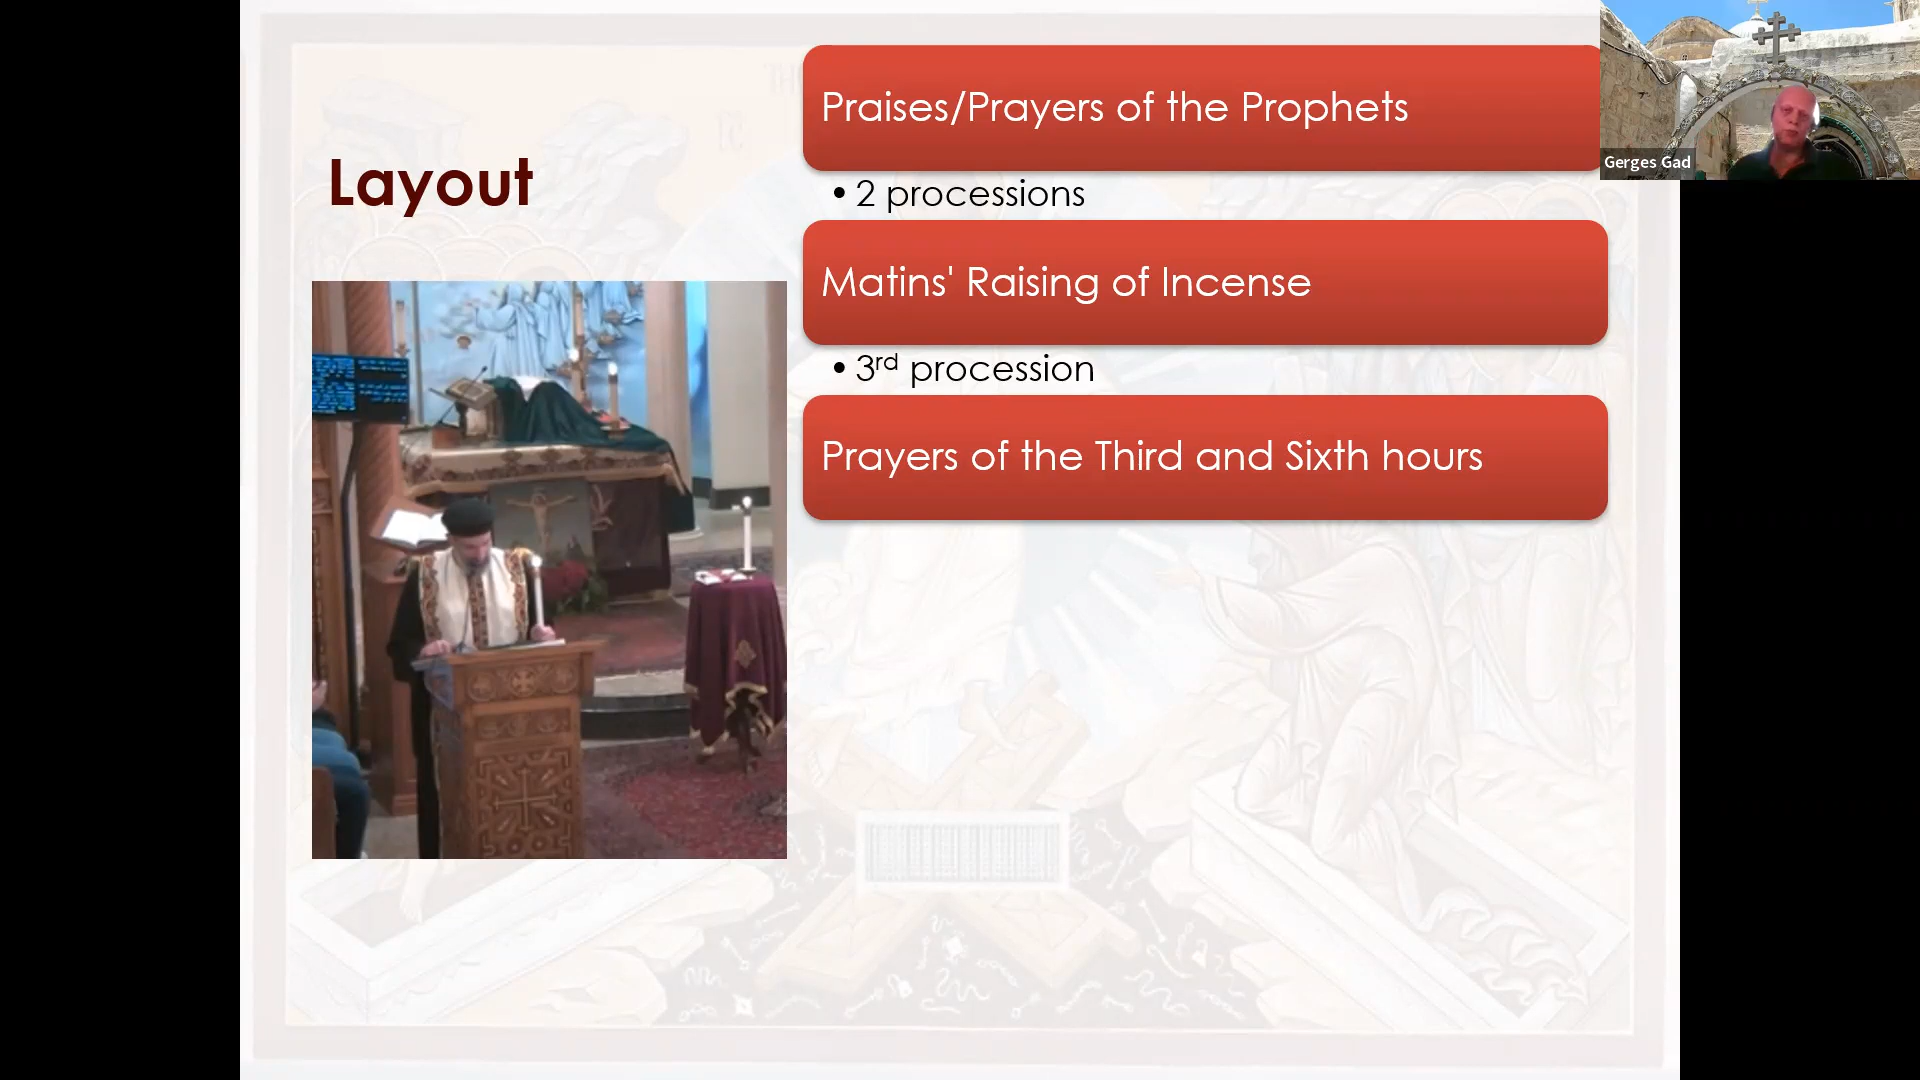 Layout
Praises/Prayers of the Prophets
• 2 processions
Matins' Raising of Incense
• 3rd procession
Prayers of the Third and Sixth hours
Gerges Gad